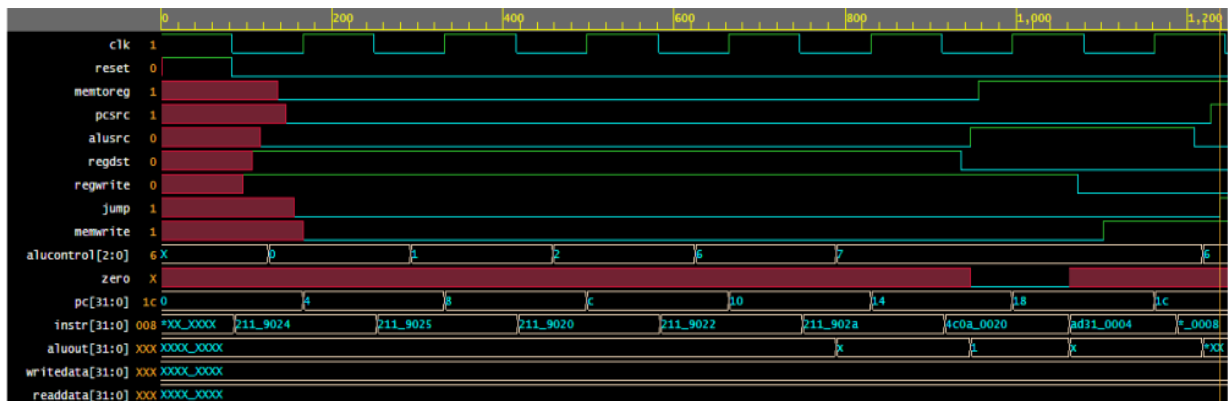 0 200 400 600 800 1,000 1,200
clk 1
reset 0
memtoreg 1
pcsrc 1
alusrc 0
regdst 0
regwrite 0
jump 1
memwrite 1
alucontrol[2:0] 6 X 0 1 2 6 7 6
zero X
pc[31:0] 1c 0 4 8 c 10 14 18 1c
instr[31:0] 008 *XX_XXXX 211_9024 211_9025 211_9020 211_9022 211_902a 4c0a_0020 ad31_0004 *_0008
aluout[31:0] XXX XXXX_XXXX x 1 x *XX
writedata[31:0] XXX XXXX_XXXX
readdata[31:0] XXX XXXX_XXXX